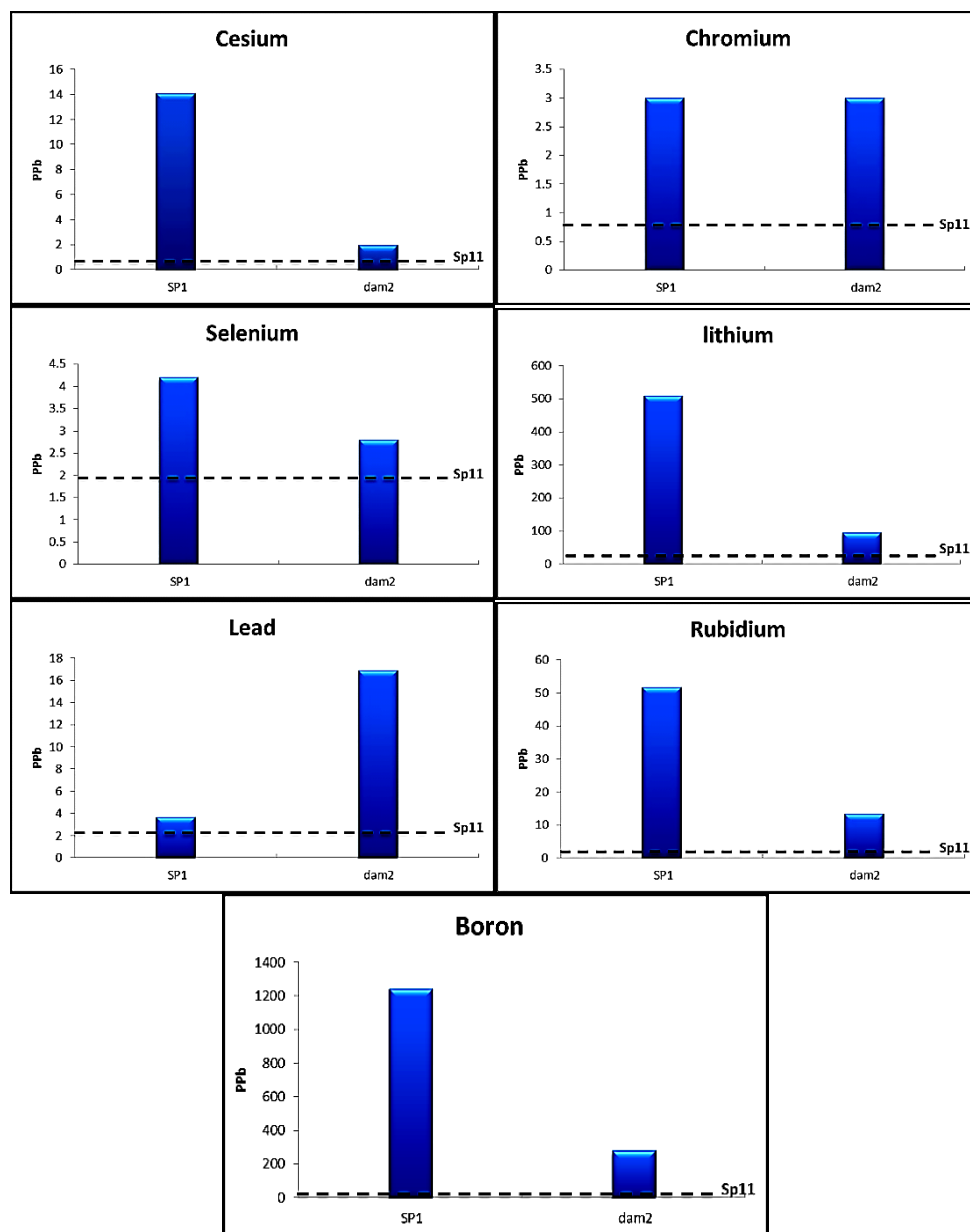 Cesium
16
14
12
10
8
6
4
2
0
PPb
Sp11
SP1 dam2
Chromium
3.5
3
2.5
2
1.5
1
0.5
0
PPb
Sp11
SP1 dam2
Selenium
4.5
4
3.5
3
2.5
2
1.5
1
0.5
0
PPb
Sp11
SP1 dam2
lithium
600
500
400
300
200
100
0
PPb
Sp11
SP1 dam2
Lead
18
16
14
12
10
8
6
4
2
0
PPb
Sp11
SP1 dam2
Rubidium
60
50
40
30
20
10
0
PPb
Sp11
SP1 dam2
Boron
1400
1200
1000
800
600
400
200
0
PPb
Sp11
SP1 dam2